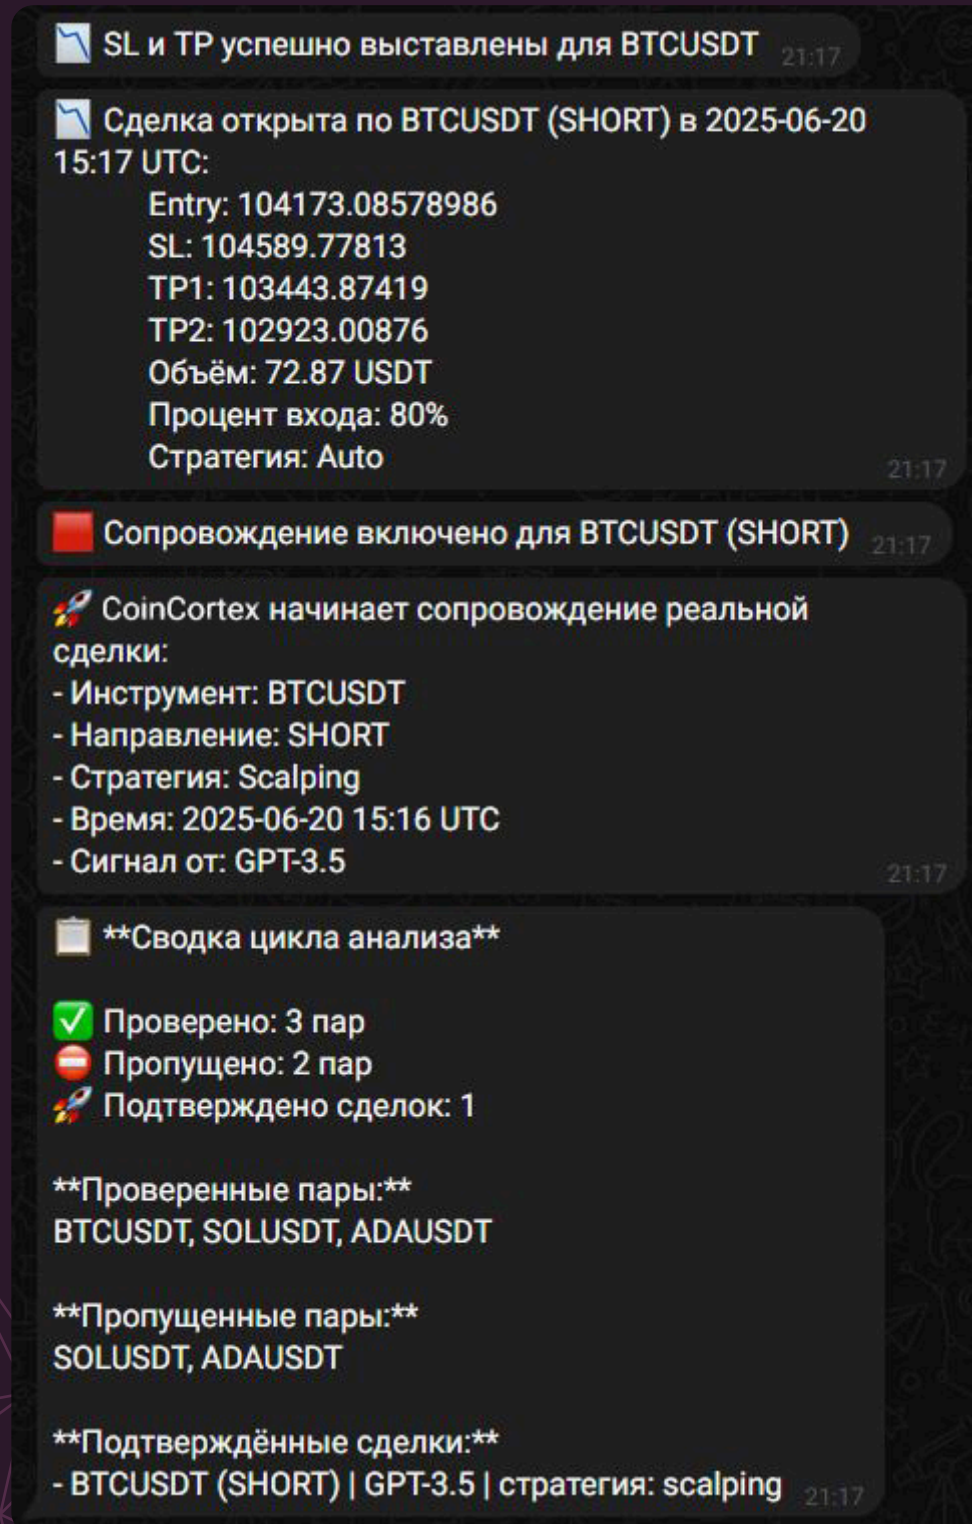 📉 SL и TP успешно выставлены для BTCUSDT 21:17
📉 Сделка открыта по BTCUSDT (SHORT) в 2025-06-20
15:17 UTC:
Entry: 104173.08578986
SL: 104589.77813
TP1: 103443.87419
TP2: 102923.00876
Объём: 72.87 USDT
Процент входа: 80%
Стратегия: Auto 21:17
🟥 Сопровождение включено для BTCUSDT (SHORT) 21:17
🚀 CoinCortex начинает сопровождение реальной
сделки:
- Инструмент: BTCUSDT
- Направление: SHORT
- Стратегия: Scalping
- Время: 2025-06-20 15:16 UTC
- Сигнал от: GPT-3.5 21:17
📋 **Сводка цикла анализа**
✅ Проверено: 3 пар
⛔ Пропущено: 2 пар
🚀 Подтверждено сделок: 1
**Проверенные пары:**
BTCUSDT, SOLUSDT, ADAUSDT
**Пропущенные пары:**
SOLUSDT, ADAUSDT
**Подтверждённые сделки:**
- BTCUSDT (SHORT) | GPT-3.5 | стратегия: scalping 21:17